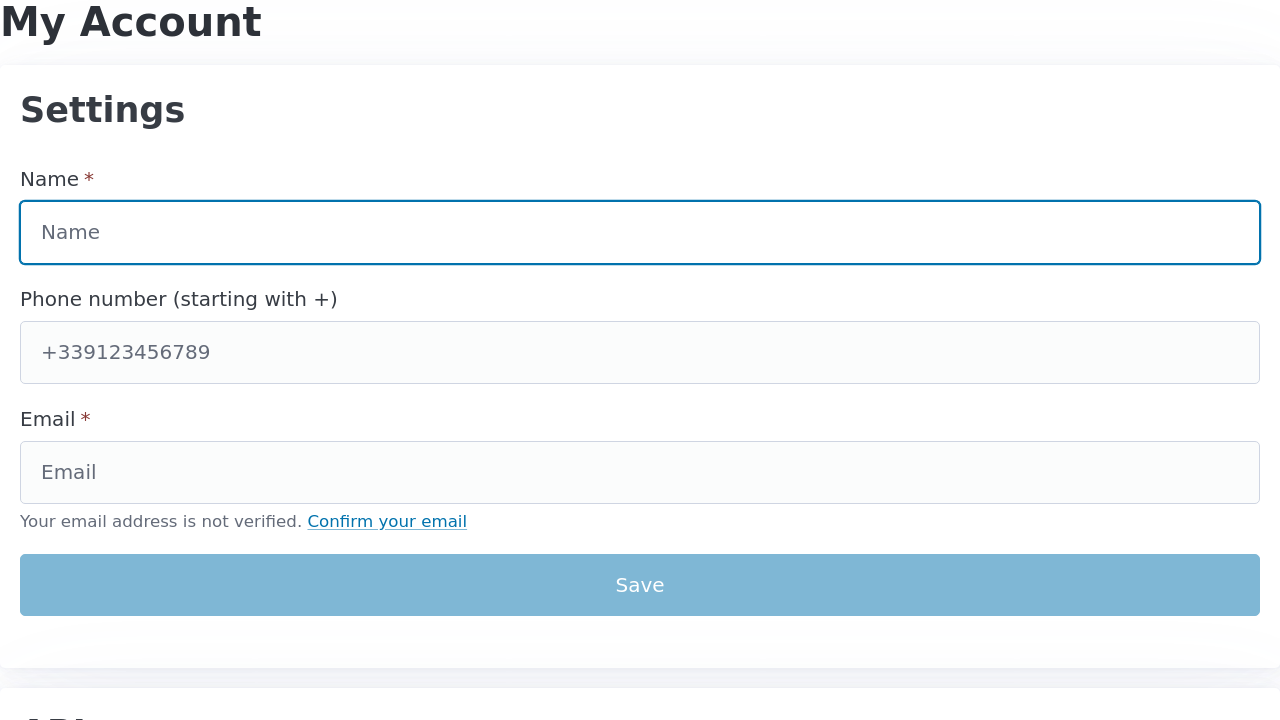 My Account
Settings
Name *
Name
Phone number (starting with +)
+339123456789
Email *
Email
Your email address is not verified. Confirm your email
Save